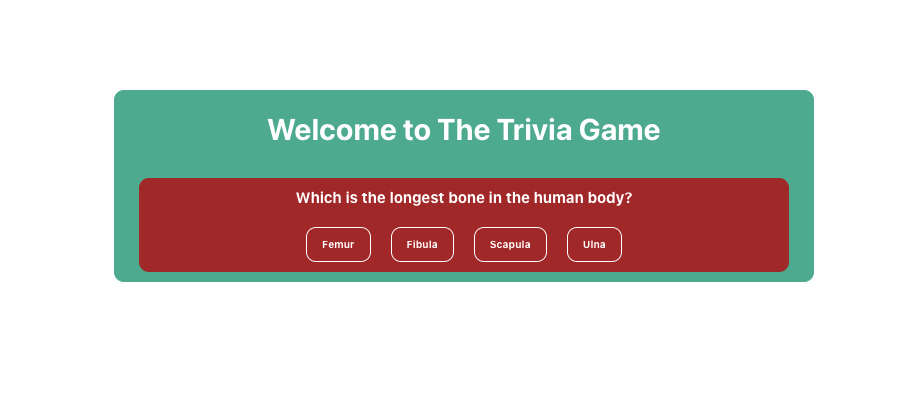 Welcome to The Trivia Game
Which is the longest bone in the human body?
Femur Fibula Scapula Ulna